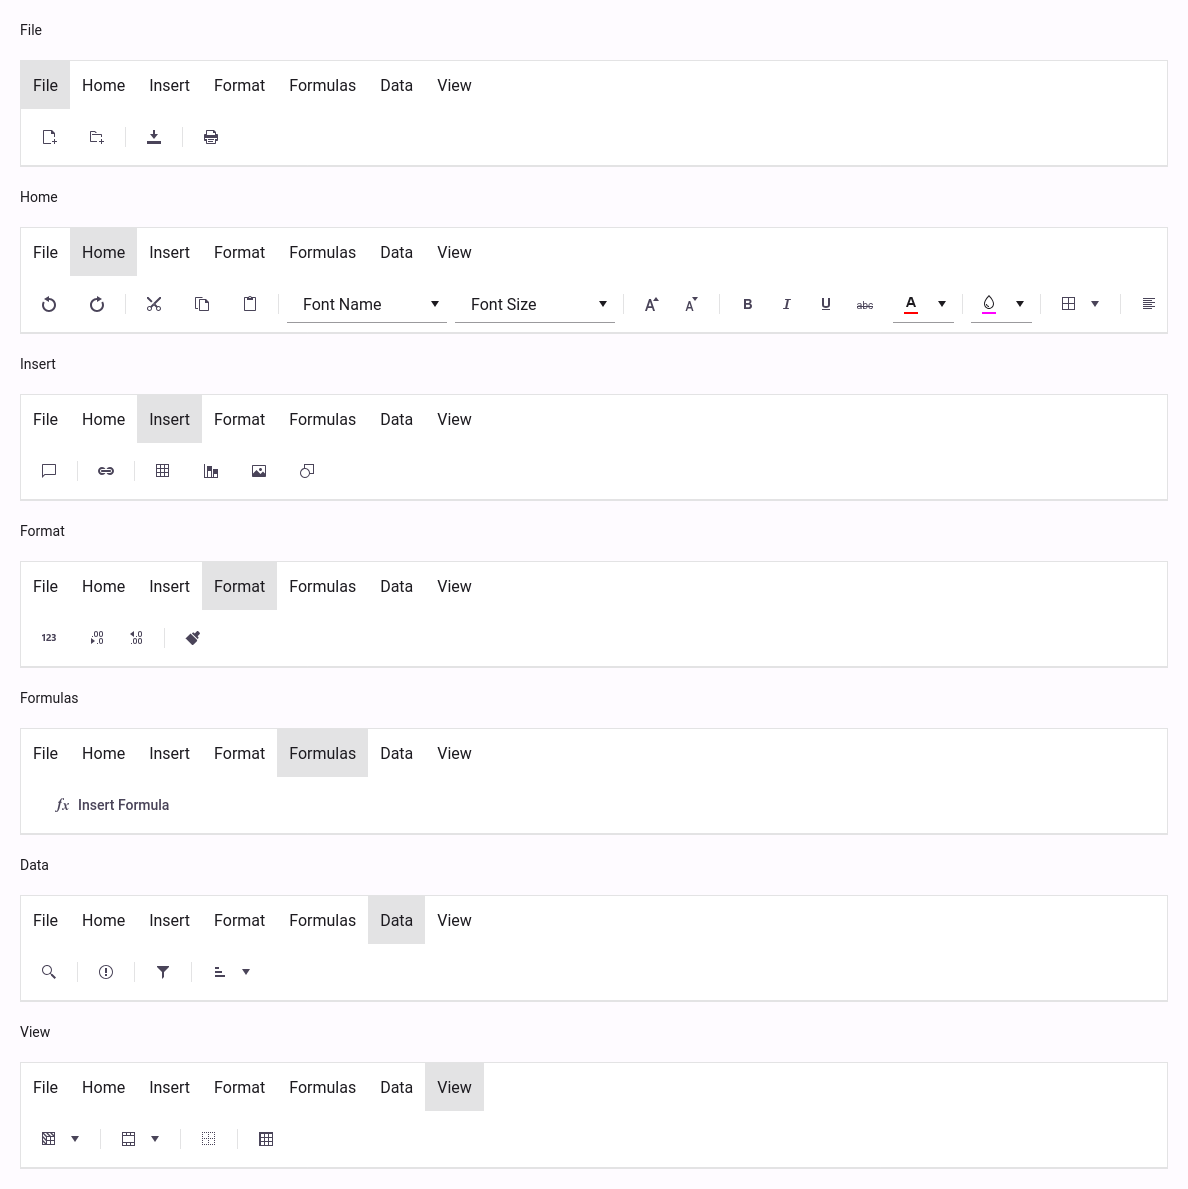 File
File Home Insert Format Formulas Data View
Home
File Home Insert Format Formulas Data View
Font Name Font Size A A B I U abc A
Insert
File Home Insert Format Formulas Data View
Format
File Home Insert Format Formulas Data View
123 .00 .0 .0 .00
Formulas
File Home Insert Format Formulas Data View
fx Insert Formula
Data
File Home Insert Format Formulas Data View
View
File Home Insert Format Formulas Data View